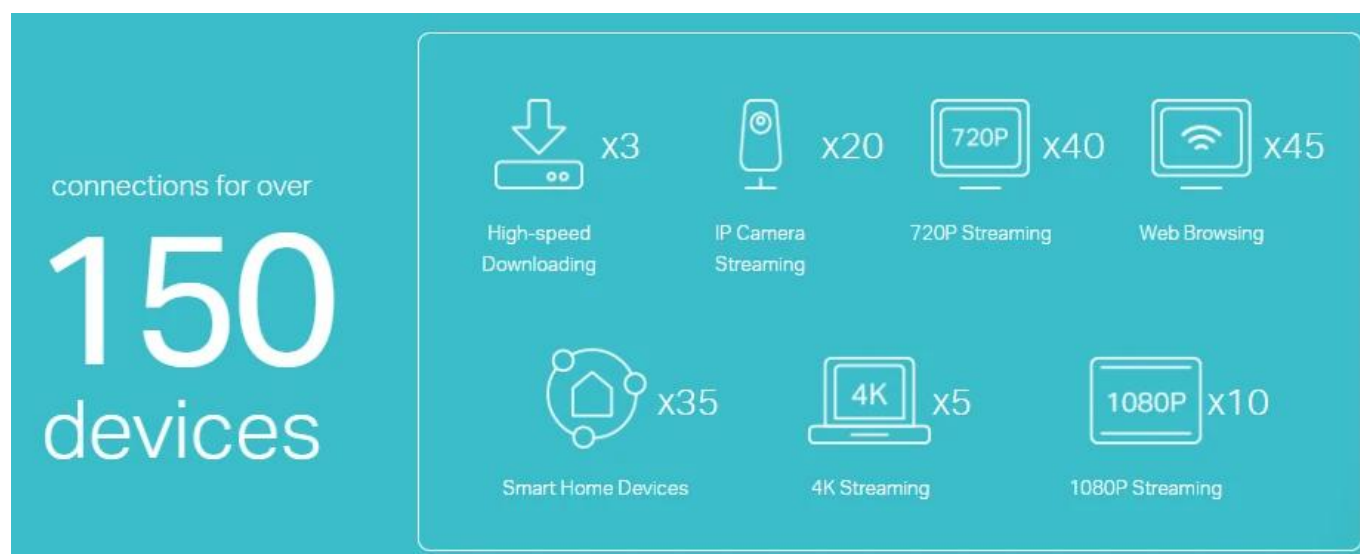 connections for over
150
devices
x3
High-speed
Downloading
x20
IP Camera
Streaming
720P
x40
720P Streaming
x45
Web Browsing
x35
Smart Home Devices
4K
x5
4K Streaming
1080P
x10
1080P Streaming